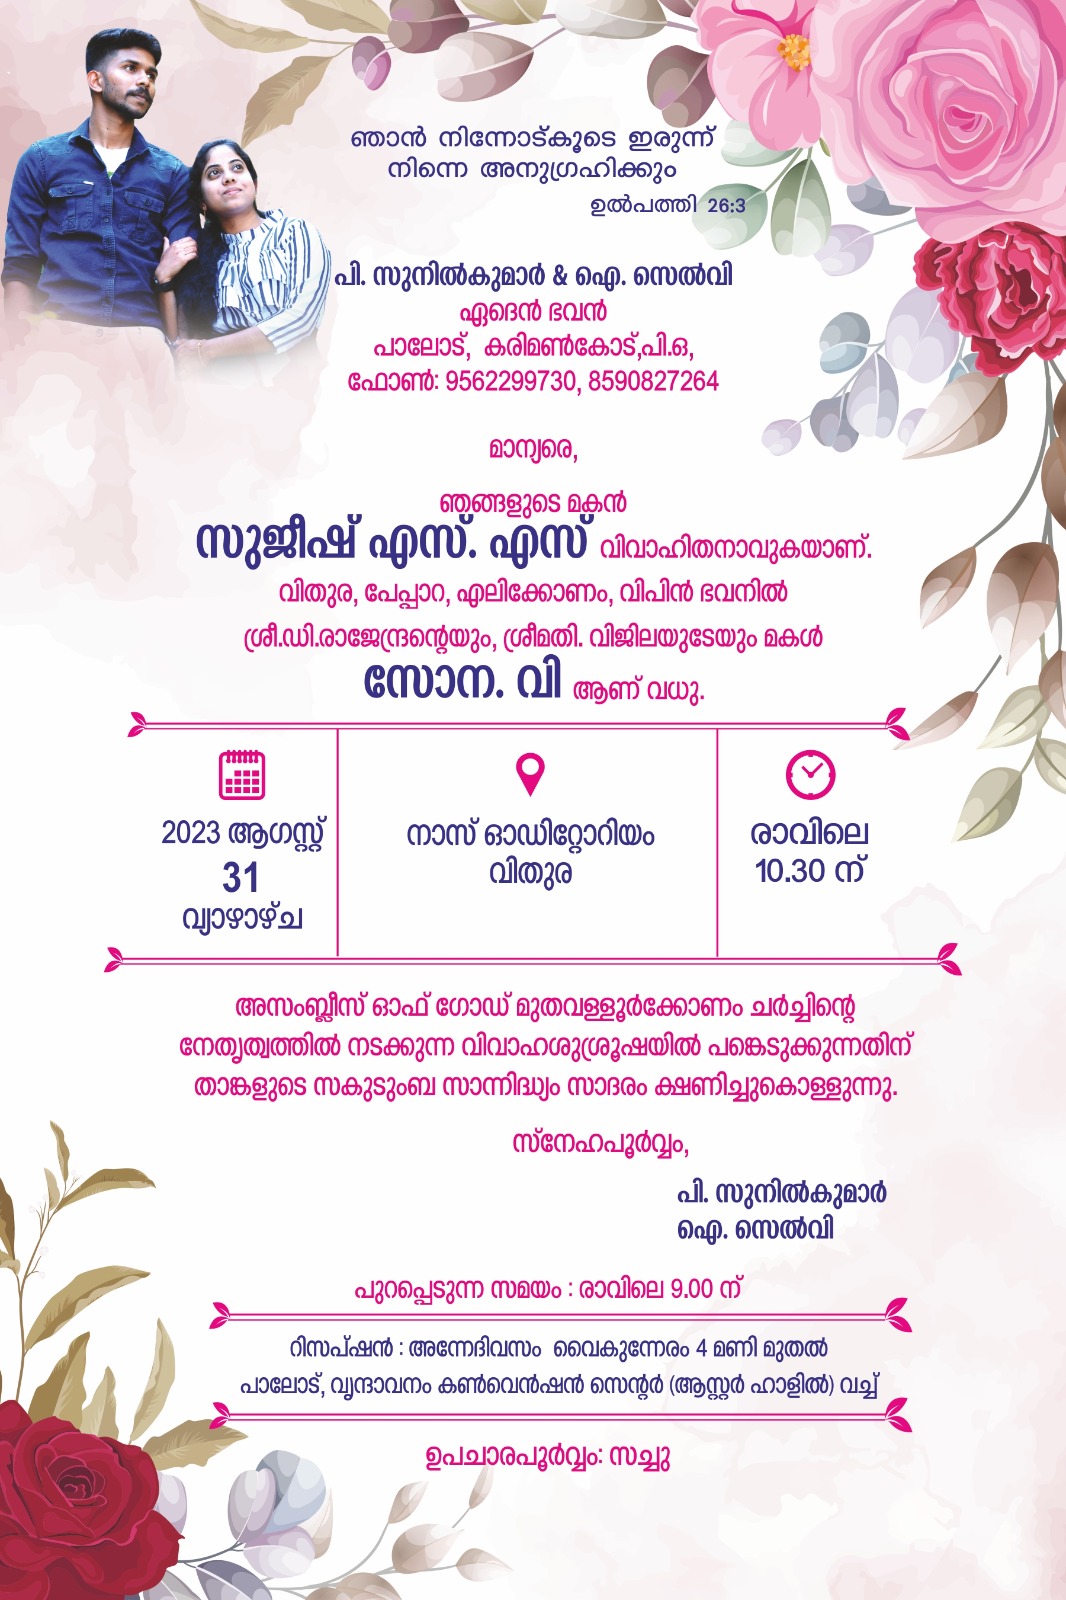 ഞാൻ നിന്നോട്കൂടെ ഇരുന്ന്
നിന്നെ അനുഗ്രഹിക്കും
ഉൽപത്തി 26:3
പി. സുനിൽകുമാർ & ഐ. സെൽവി
ഏദെൻ ഭവൻ
പാലോട്, കരിമൺകോട്,പി.ഒ,
ഫോൺ: 9562299730, 8590827264
മാന്യരെ,
ഞങ്ങളുടെ മകൻ
സുജീഷ് എസ്. എസ് വിവാഹിതനാവുകയാണ്.
വിതുര, പേപ്പാറ, എലിക്കോണം, വിപിൻ ഭവനിൽ
ശ്രീ.ഡി.രാജേന്ദ്രന്റെയും, ശ്രീമതി. വിജിലയുടേയും മകൾ
സോന. വി ആണ് വധു.
2023 ആഗസ്റ്റ്
31
വ്യാഴാഴ്ച
നാസ് ഓഡിറ്റോറിയം
വിതുര
രാവിലെ
10.30 ന്
അസംബ്ലീസ് ഓഫ് ഗോഡ് മുതവള്ളൂർക്കോണം ചർച്ചിന്റെ
നേതൃത്വത്തിൽ നടക്കുന്ന വിവാഹശുശ്രൂഷയിൽ പങ്കെടുക്കുന്നതിന്
താങ്കളുടെ സകുടുംബ സാന്നിദ്ധ്യം സാദരം ക്ഷണിച്ചുകൊള്ളുന്നു.
സ്നേഹപൂർവ്വം,
പി. സുനിൽകുമാർ
ഐ. സെൽവി
പുറപ്പെടുന്ന സമയം : രാവിലെ 9.00 ന്
റിസപ്ഷൻ : അന്നേദിവസം വൈകുന്നേരം 4 മണി മുതൽ
പാലോട്, വൃന്ദാവനം കൺവെൻഷൻ സെന്റർ (ആസ്റ്റർ ഹാളിൽ) വച്ച്
ഉപചാരപൂർവ്വം: സച്ചു